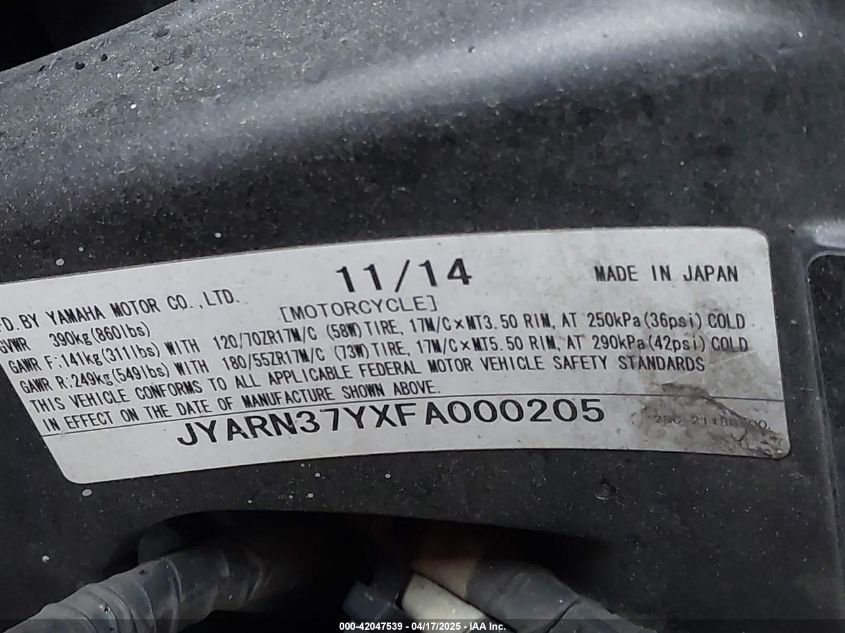 11/14 MADE IN JAPAN
FD.BY YAMAHA MOTOR CO.,LTD. [MOTORCYCLE]
GVWR 390kg(860lbs)
GAWR F:141kg(311lbs) WITH 120/70ZR17M/C (58W)TIRE, 17M/C×MT3.50 RIM, AT 250kPa(36psi) COLD
GAWR R:249kg(549lbs) WITH 180/55ZR17M/C (73W)TIRE, 17M/C×MT5.50 RIM, AT 290kPa(42psi) COLD
THIS VEHICLE CONFORMS TO ALL APPLICABLE FEDERAL MOTOR VEHICLE SAFETY STANDARDS
IN EFFECT ON THE DATE OF MANUFACTURE SHOWN ABOVE.
JYARN37YXFA000205
000-42047539 - 04/17/2025 - IAA Inc.